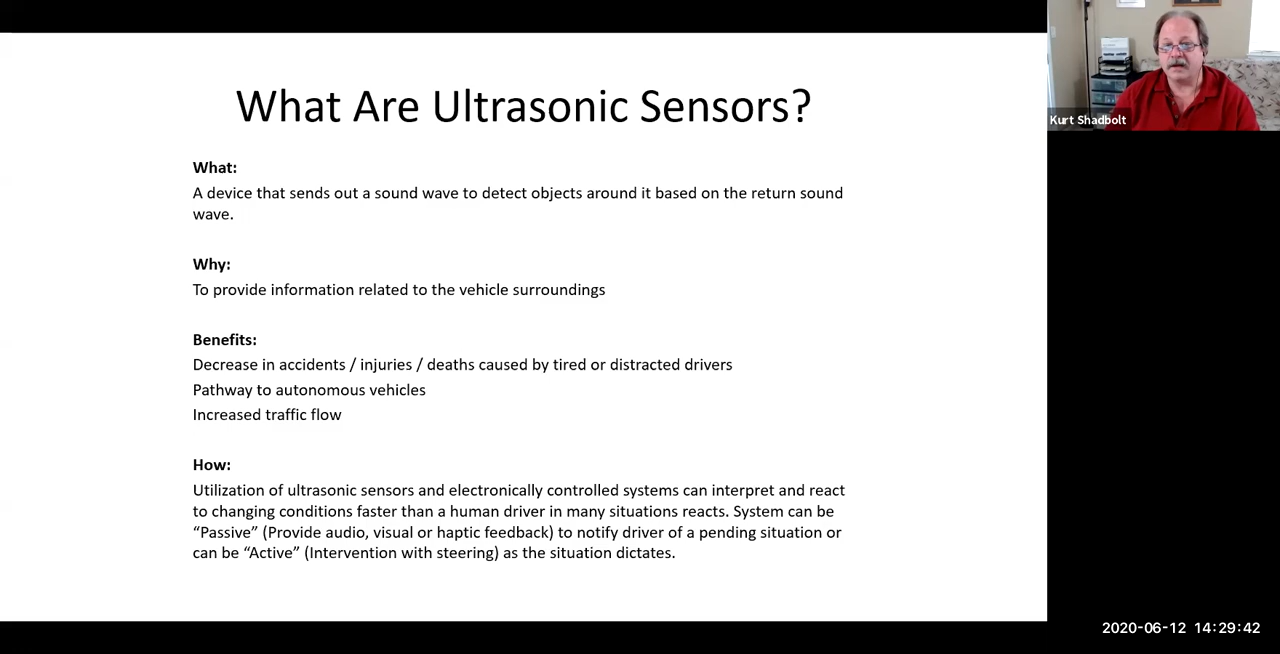 What Are Ultrasonic Sensors?
What:
A device that sends out a sound wave to detect objects around it based on the return sound
wave.
Why:
To provide information related to the vehicle surroundings
Benefits:
Decrease in accidents / injuries / deaths caused by tired or distracted drivers
Pathway to autonomous vehicles
Increased traffic flow
How:
Utilization of ultrasonic sensors and electronically controlled systems can interpret and react
to changing conditions faster than a human driver in many situations reacts. System can be
“Passive” (Provide audio, visual or haptic feedback) to notify driver of a pending situation or
can be “Active” (Intervention with steering) as the situation dictates.
Kurt Shadbolt
2020-06-12 14:29:42